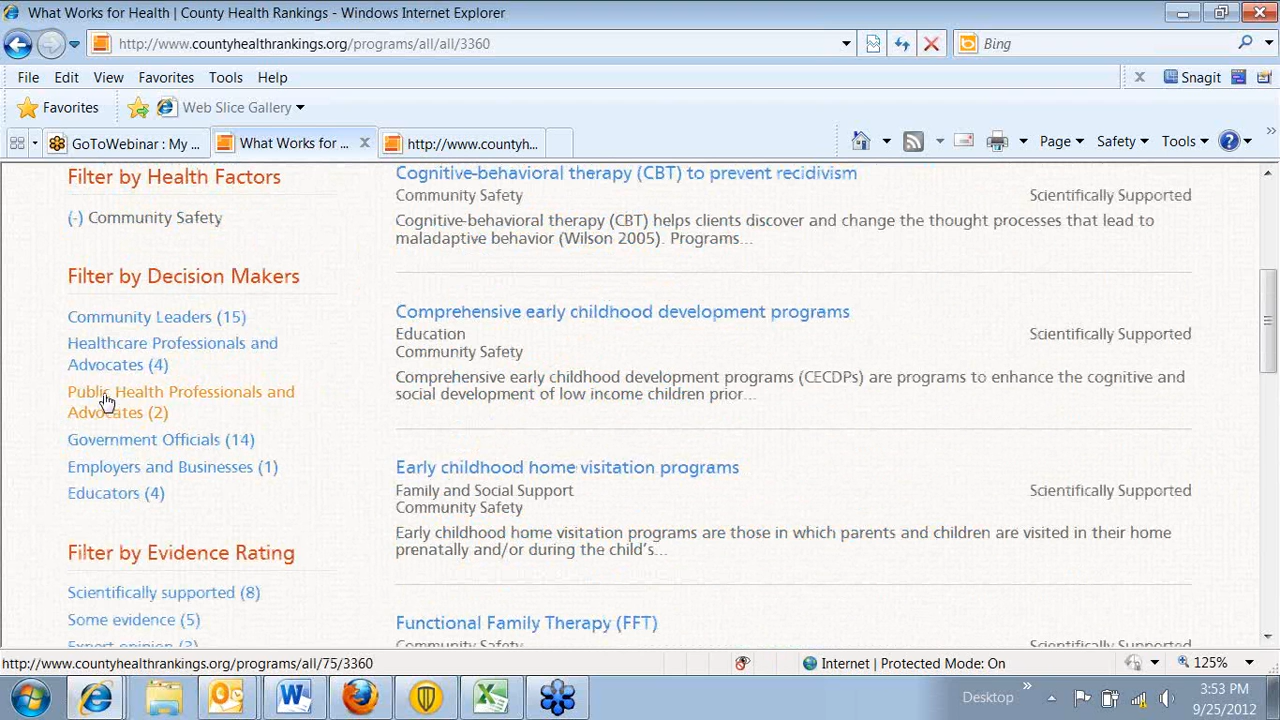 What Works for Health | County Health Rankings - Windows Internet Explorer
http://www.countyhealthrankings.org/programs/all/all/3360
Bing
File Edit View Favorites Tools Help
Snagit
Favorites
Web Slice Gallery
GoToWebinar : My ...
What Works for ...
http://www.countyh...
Page
Safety
Tools
Filter by Health Factors
(-) Community Safety
Filter by Decision Makers
Community Leaders (15)
Healthcare Professionals and
Advocates (4)
Public Health Professionals and
Advocates (2)
Government Officials (14)
Employers and Businesses (1)
Educators (4)
Filter by Evidence Rating
Scientifically supported (8)
Some evidence (5)
Cognitive-behavioral therapy (CBT) to prevent recidivism
Community Safety
Scientifically Supported
Cognitive-behavioral therapy (CBT) helps clients discover and change the thought processes that lead to
maladaptive behavior (Wilson 2005). Programs...
Comprehensive early childhood development programs
Education
Scientifically Supported
Community Safety
Comprehensive early childhood development programs (CECDPs) are programs to enhance the cognitive and
social development of low income children prior...
Early childhood home visitation programs
Family and Social Support
Scientifically Supported
Community Safety
Early childhood home visitation programs are those in which parents and children are visited in their home
prenatally and/or during the child's...
Functional Family Therapy (FFT)
Community Safety
Scientifically Supported
http://www.countyhealthrankings.org/programs/all/75/3360
Internet | Protected Mode: On
125%
Desktop
3:53 PM
9/25/2012